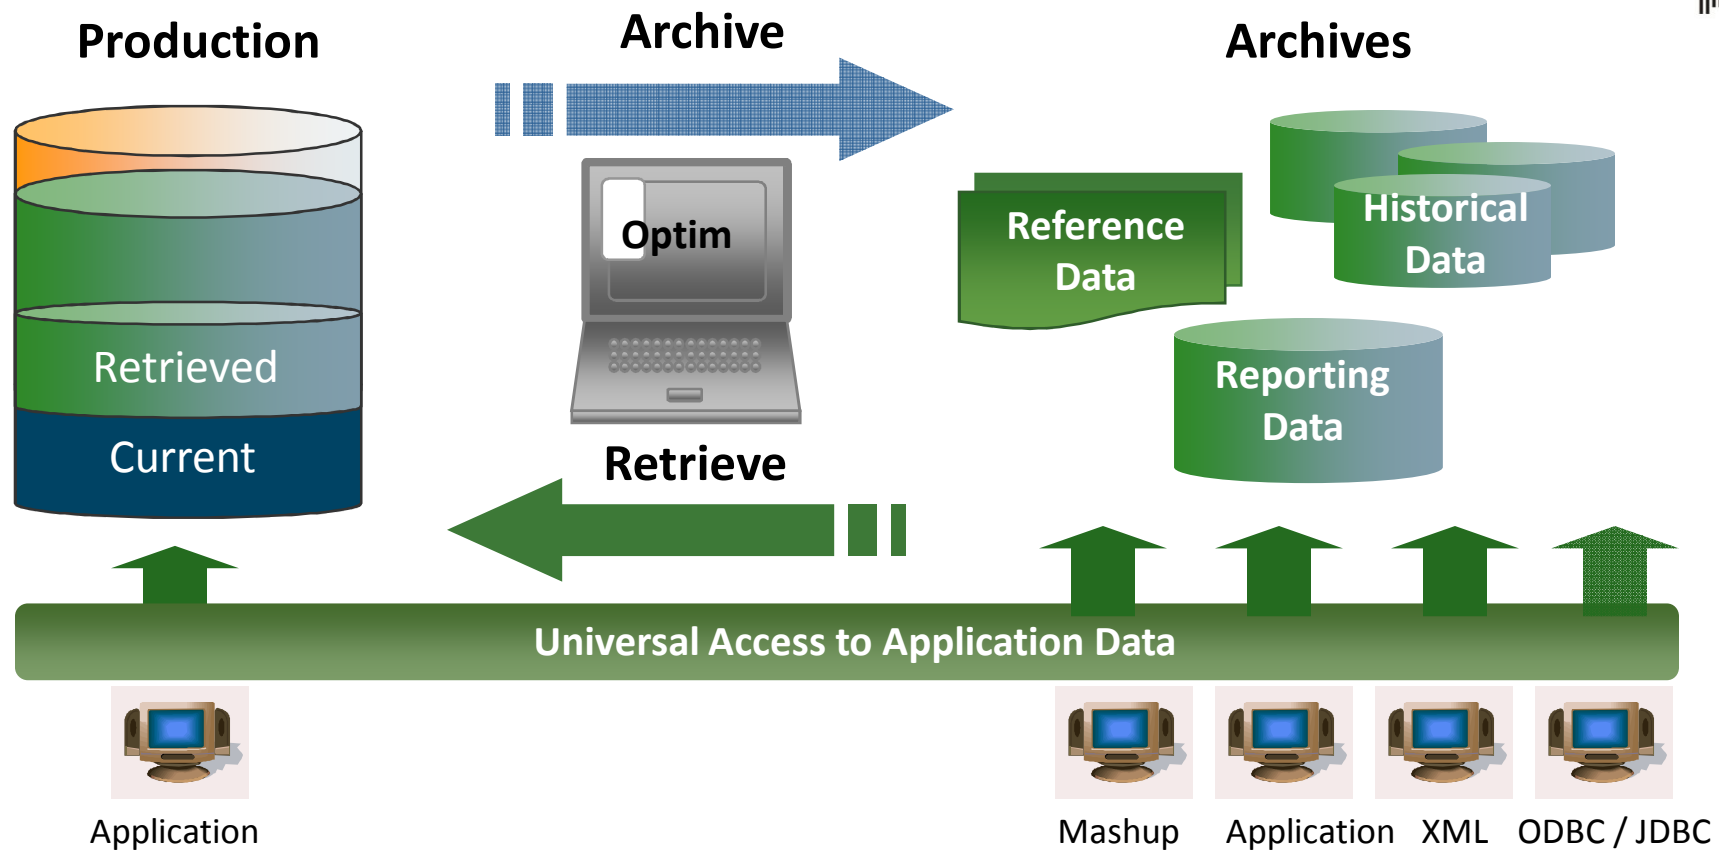 Production
Archive
Archives
Optim
Reference
Data
Historical
Data
Retrieved
Reporting
Data
Current
Retrieve
Universal Access to Application Data
Application
Mashup
Application
XML
ODBC / JDBC